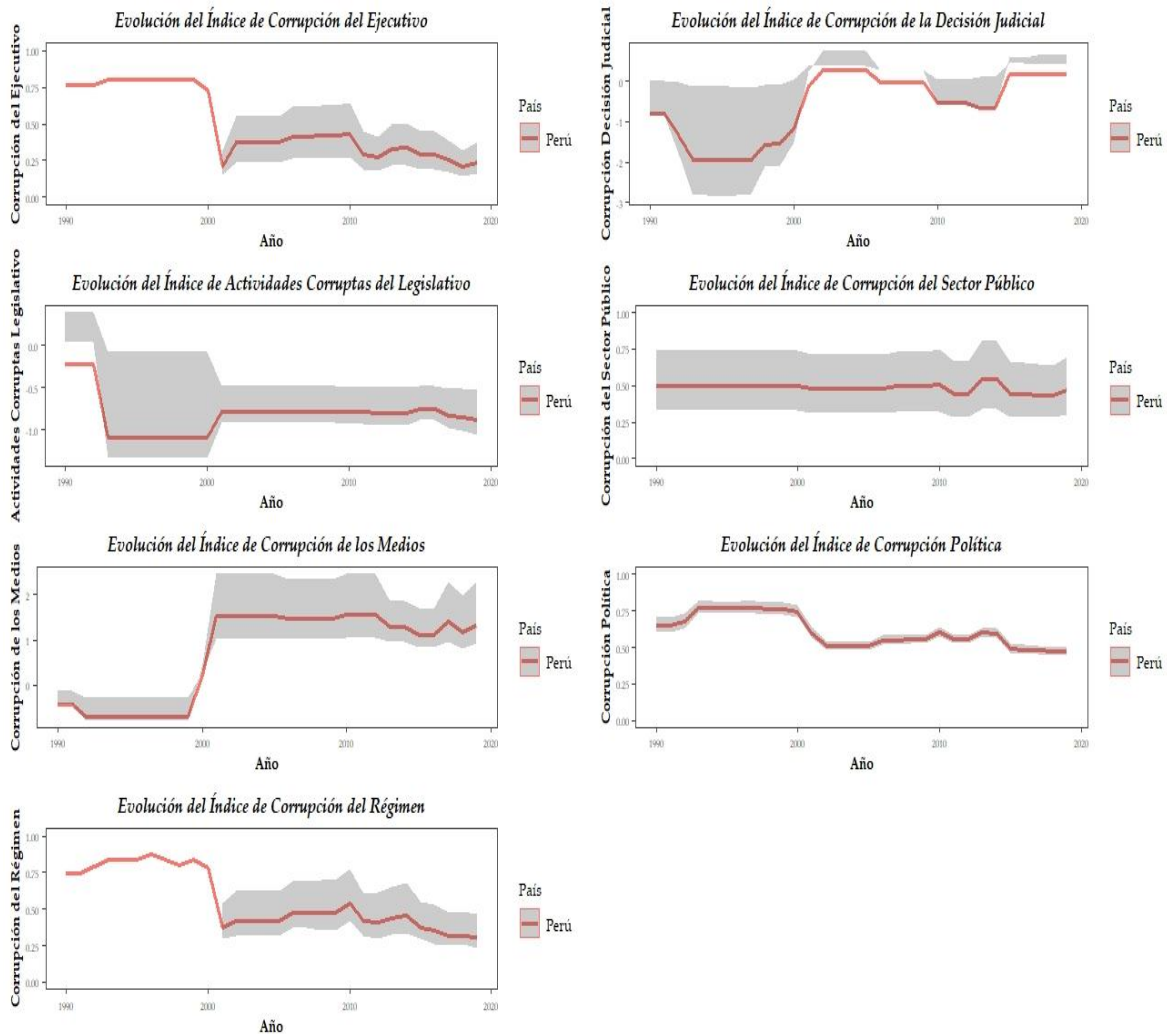 Evolución del Índice de Corrupción del Ejecutivo
Corrupción del Ejecutivo
1.00
0.75
0.50
0.25
0.00
1990
2000
2010
2020
Año
País
Perú
Evolución del Índice de Corrupción de la Decisión Judicial
Corrupción Decisión Judicial
0
-1
-2
-3
1990
2000
2010
2020
Año
País
Perú
Evolución del Índice de Actividades Corruptas del Legislativo
Actividades Corruptas Legislativo
0.0
-0.5
-1.0
1990
2000
2010
2020
Año
País
Perú
Evolución del Índice de Corrupción del Sector Público
Corrupción del Sector Público
1.00
0.75
0.50
0.25
0.00
1990
2000
2010
2020
Año
País
Perú
Evolución del Índice de Corrupción de los Medios
Corrupción de los Medios
2
1
0
1990
2000
2010
2020
Año
País
Perú
Evolución del Índice de Corrupción Política
Corrupción Política
1.00
0.75
0.50
0.25
0.00
1990
2000
2010
2020
Año
País
Perú
Evolución del Índice de Corrupción del Régimen
Corrupción del Régimen
1.00
0.75
0.50
0.25
0.00
1990
2000
2010
2020
Año
País
Perú